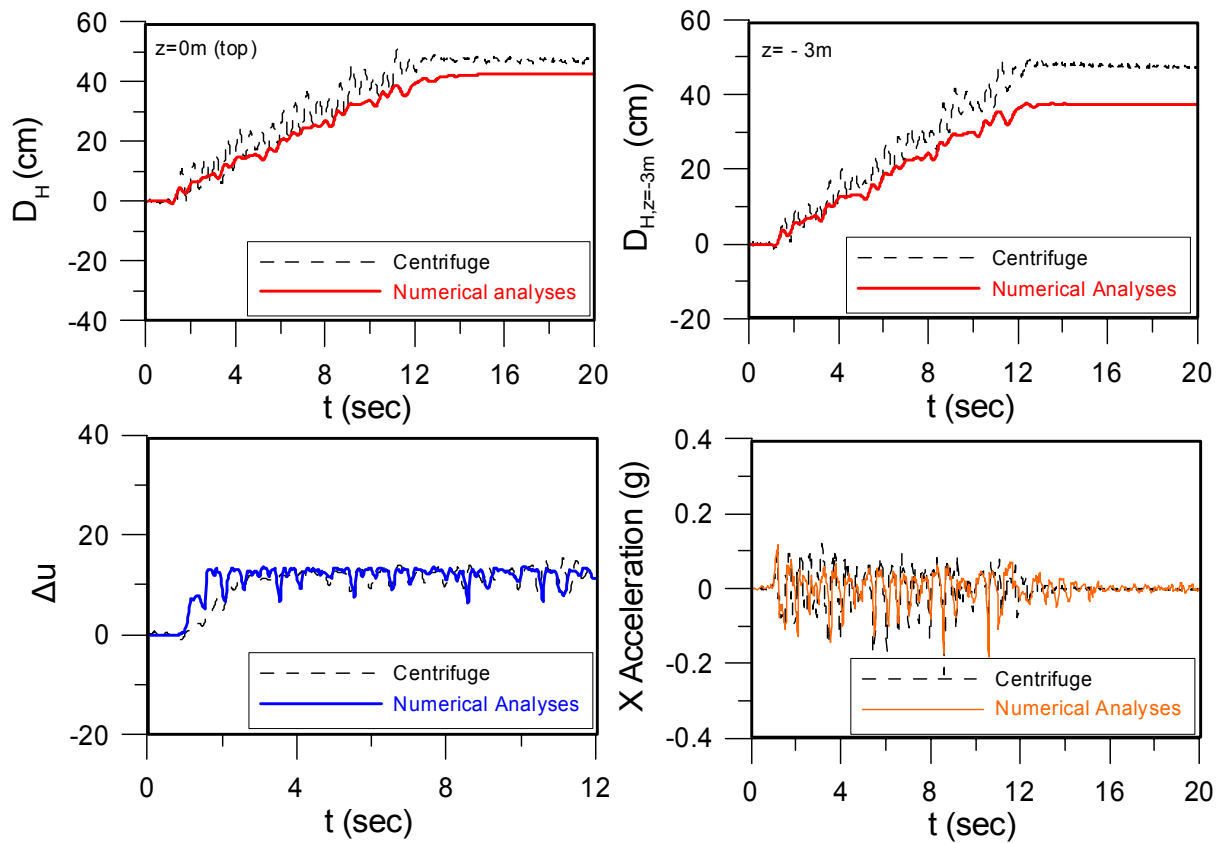 60
40
20
0
-20
-40
D_H (cm)
z=0m (top)
Centrifuge
Numerical analyses
0 4 8 12 16 20
t (sec)
60
40
20
0
-20
D_H,z=-3m (cm)
z= - 3m
Centrifuge
Numerical Analyses
0 4 8 12 16 20
t (sec)
40
20
0
-20
Δu
Centrifuge
Numerical Analyses
0 4 8 12
t (sec)
0.4
0.2
0
-0.2
-0.4
X Acceleration (g)
Centrifuge
Numerical Analyses
0 4 8 12 16 20
t (sec)